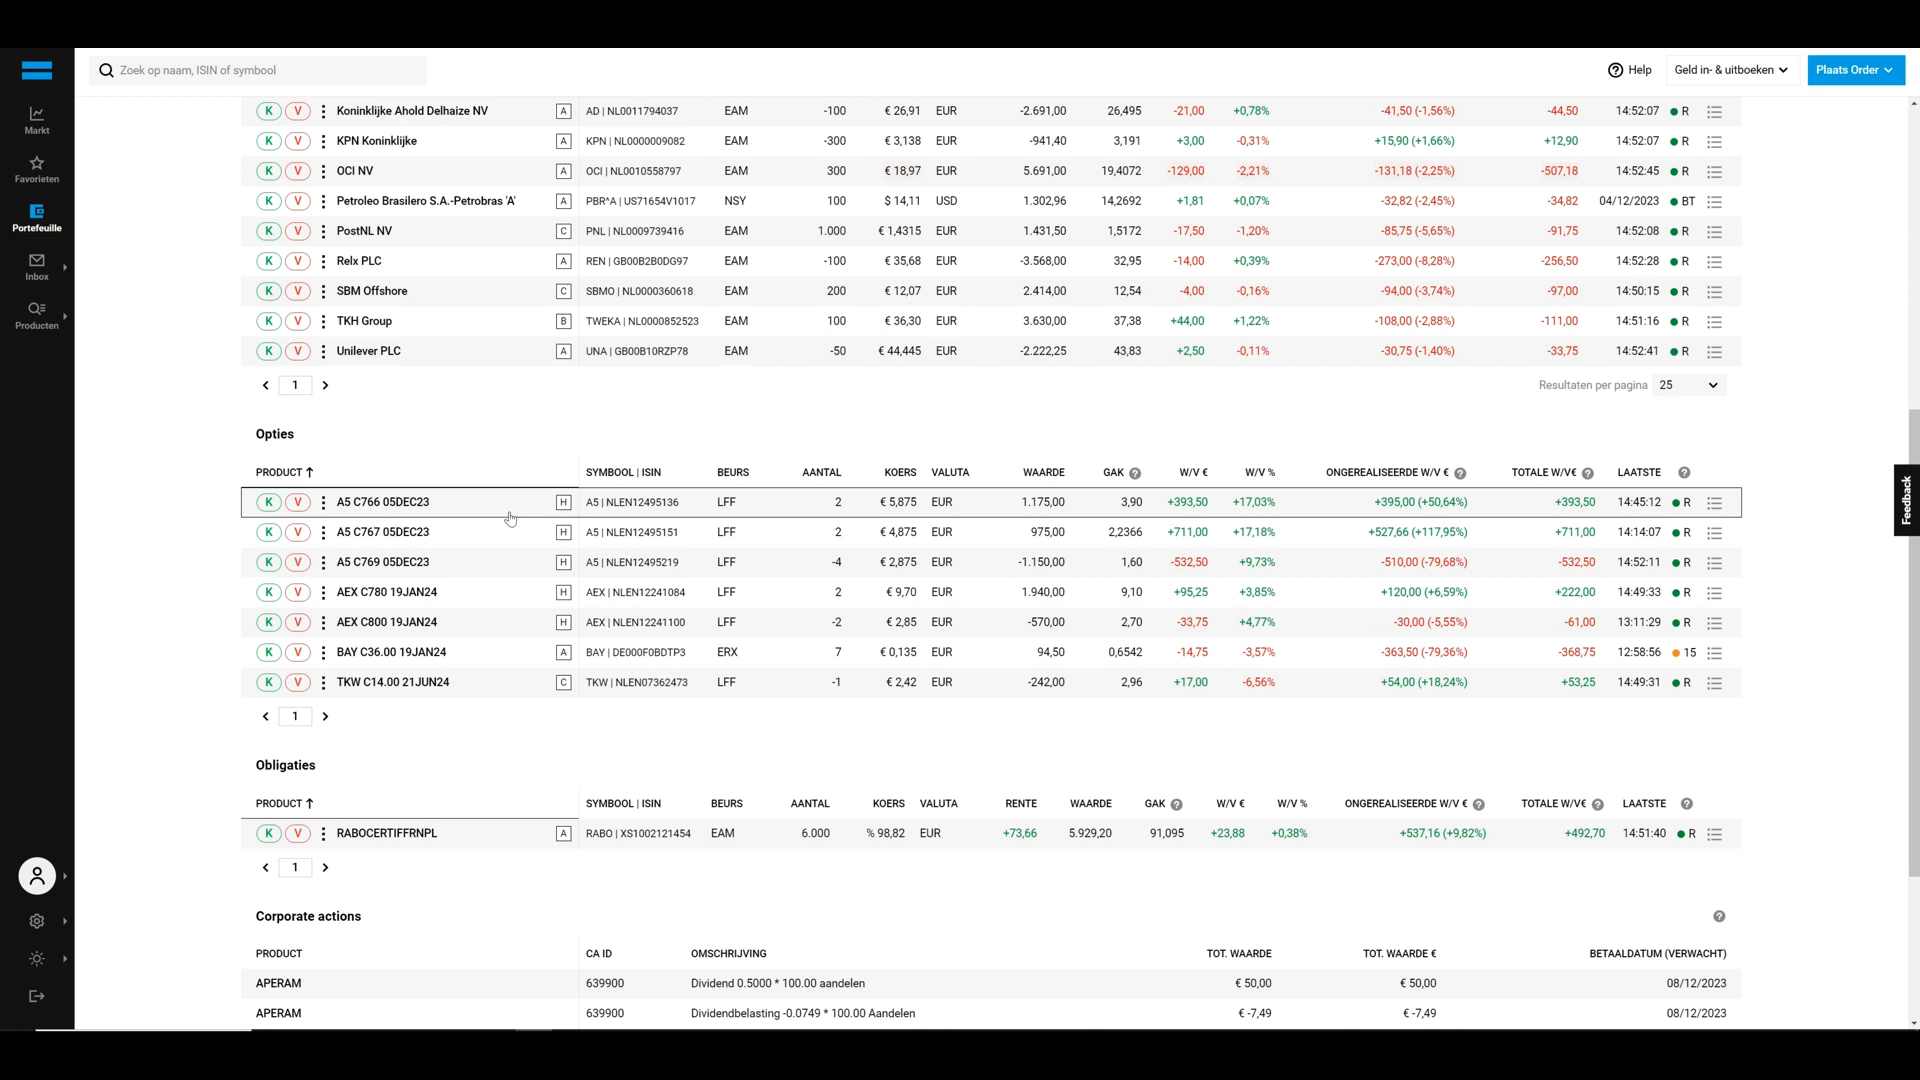 Zoek op naam, ISIN of symbool
Help
Geld in- & uitboeken
Plaats Order
Markt
Favorieten
Portefeuille
Inbox
Producten
K V Koninklijke Ahold Delhaize NV A AD | NL0011794037 EAM -100 € 26,91 EUR -2.691,00 26,495 -21,00 +0,78% -41,50 (-1,56%) -44,50 14:52:07 R
K V KPN Koninklijke A KPN | NL0000009082 EAM -300 € 3,138 EUR -941,40 3,191 +3,00 -0,31% +15,90 (+1,66%) +12,90 14:52:07 R
K V OCI NV A OCI | NL0010558797 EAM 300 € 18,97 EUR 5.691,00 19,4072 -129,00 -2,21% -131,18 (-2,25%) -507,18 14:52:45 R
K V Petroleo Brasilero S.A.-Petrobras 'A' A PBR^A | US71654V1017 NSY 100 $ 14,11 USD 1.302,96 14,2692 +1,81 +0,07% -32,82 (-2,45%) -34,82 04/12/2023 BT
K V PostNL NV C PNL | NL0009739416 EAM 1.000 € 1,4315 EUR 1.431,50 1,5172 -17,50 -1,20% -85,75 (-5,65%) -91,75 14:52:08 R
K V Relx PLC A REN | GB00B2B0DG97 EAM -100 € 35,68 EUR -3.568,00 32,95 -14,00 +0,39% -273,00 (-8,28%) -256,50 14:52:28 R
K V SBM Offshore C SBMO | NL0000360618 EAM 200 € 12,07 EUR 2.414,00 12,54 -4,00 -0,16% -94,00 (-3,74%) -97,00 14:50:15 R
K V TKH Group B TWEKA | NL0000852523 EAM 100 € 36,30 EUR 3.630,00 37,38 +44,00 +1,22% -108,00 (-2,88%) -111,00 14:51:16 R
K V Unilever PLC A UNA | GB00B10RZP78 EAM -50 € 44,445 EUR -2.222,25 43,83 +2,50 -0,11% -30,75 (-1,40%) -33,75 14:52:41 R
1
Resultaten per pagina 25
Opties
PRODUCT SYMBOOL | ISIN BEURS AANTAL KOERS VALUTA WAARDE GAK ? W/V € W/V % ONGEREALISEERDE W/V € ? TOTALE W/V€ ? LAATSTE ?
K V A5 C766 05DEC23 H A5 | NLEN12495136 LFF 2 € 5,875 EUR 1.175,00 3,90 +393,50 +17,03% +395,00 (+50,64%) +393,50 14:45:12 R
K V A5 C767 05DEC23 H A5 | NLEN12495151 LFF 2 € 4,875 EUR 975,00 2,2366 +711,00 +17,18% +527,66 (+117,95%) +711,00 14:14:07 R
K V A5 C769 05DEC23 H A5 | NLEN12495219 LFF -4 € 2,875 EUR -1.150,00 1,60 -532,50 +9,73% -510,00 (-79,68%) -532,50 14:52:11 R
K V AEX C780 19JAN24 H AEX | NLEN12241084 LFF 2 € 9,70 EUR 1.940,00 9,10 +95,25 +3,85% +120,00 (+6,59%) +222,00 14:49:33 R
K V AEX C800 19JAN24 H AEX | NLEN12241100 LFF -2 € 2,85 EUR -570,00 2,70 -33,75 +4,77% -30,00 (-5,55%) -61,00 13:11:29 R
K V BAY C36.00 19JAN24 A BAY | DE000F0BDTP3 ERX 7 € 0,135 EUR 94,50 0,6542 -14,75 -3,57% -363,50 (-79,36%) -368,75 12:58:56 15
K V TKW C14.00 21JUN24 C TKW | NLEN07362473 LFF -1 € 2,42 EUR -242,00 2,96 +17,00 -6,56% +54,00 (+18,24%) +53,25 14:49:31 R
1
Feedback
Obligaties
PRODUCT SYMBOOL | ISIN BEURS AANTAL KOERS VALUTA RENTE WAARDE GAK ? W/V € W/V % ONGEREALISEERDE W/V € ? TOTALE W/V€ ? LAATSTE ?
K V RABOCERTIFFRNPL A RABO | XS1002121454 EAM 6.000 % 98,82 EUR +73,66 5.929,20 91,095 +23,88 +0,38% +537,16 (+9,82%) +492,70 14:51:40 R
1
Corporate actions ?
PRODUCT CA ID OMSCHRIJVING TOT. WAARDE TOT. WAARDE € BETAALDATUM (VERWACHT)
APERAM 639900 Dividend 0.5000 * 100.00 aandelen € 50,00 € 50,00 08/12/2023
APERAM 639900 Dividendbelasting -0.0749 * 100.00 Aandelen € -7,49 € -7,49 08/12/2023